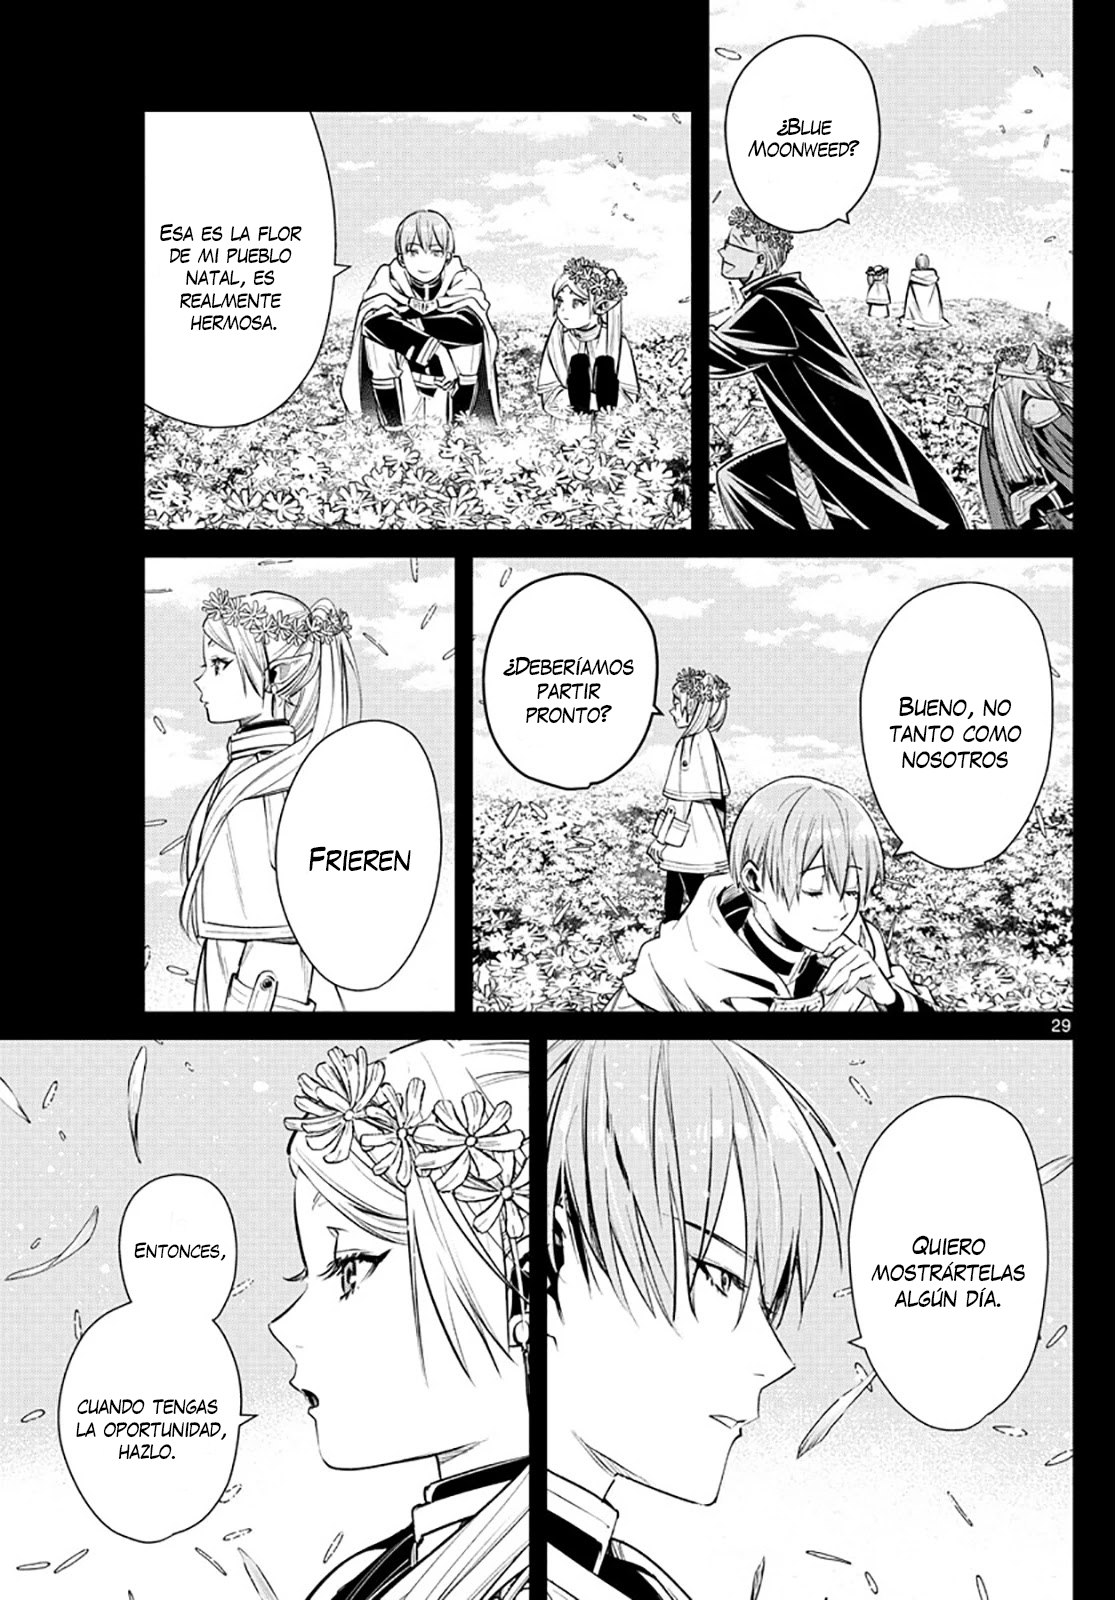 ¿Blue
Moonweed?
Esa es la flor
de mi pueblo
natal, es
realmente
hermosa.
Bueno, no
tanto como
nosotros
¿Deberíamos
partir
pronto?
Frieren
29
Quiero
mostrártelas
algún día.
Entonces,
cuando tengas
la oportunidad,
hazlo.